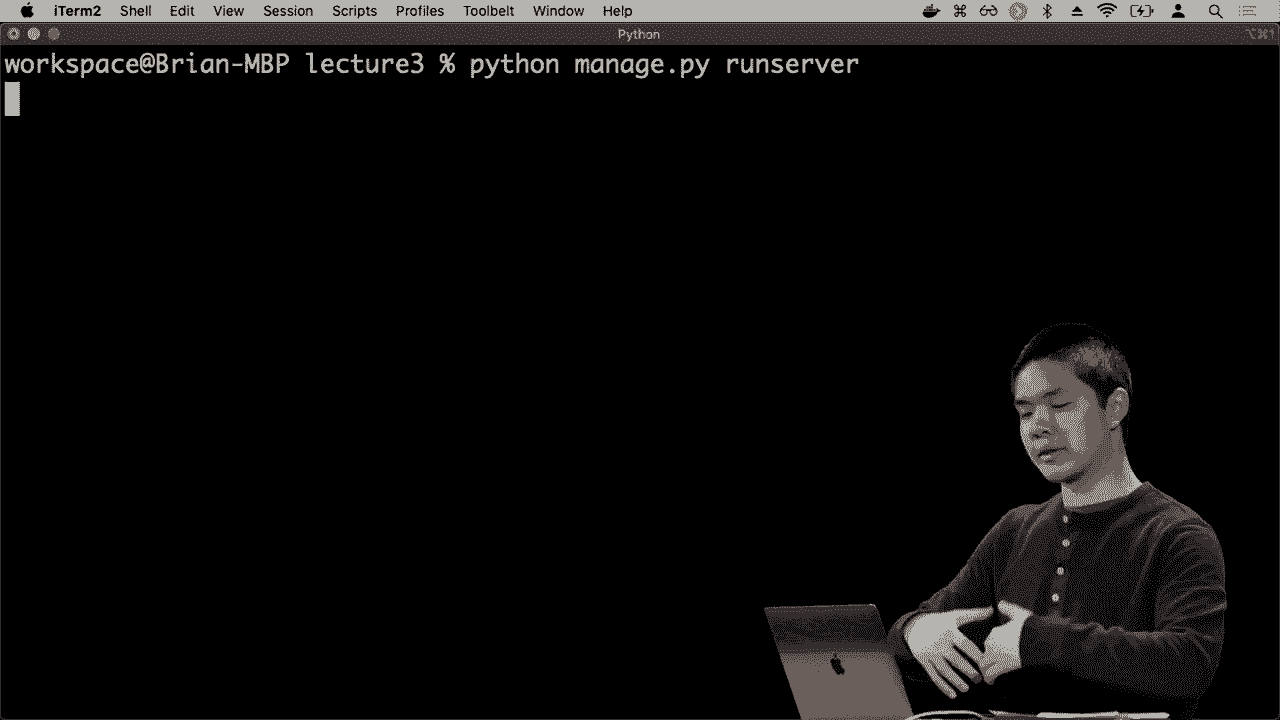 iTerm2 Shell Edit View Session Scripts Profiles Toolbelt Window Help
Python ⌥⌘1
workspace@Brian-MBP lecture3 % python manage.py runserver